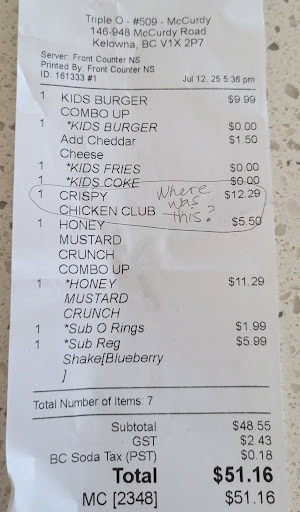 Triple O - #509 - McCurdy
146-948 McCurdy Road
Kelowna, BC V1X 2P7
Server: Front Counter NS
Printed By: Front Counter NS
ID: 161333 #1 Jul 12, 25 5:36 pm
1 KIDS BURGER $9.99
COMBO UP
1 *KIDS BURGER $0.00
Add Cheddar $1.50
Cheese
1 *KIDS FRIES $0.00
1 *KIDS COKE $0.00
1 CRISPY $12.29
CHICKEN CLUB
where
was
this?
1 HONEY $5.50
MUSTARD
CRUNCH
COMBO UP
1 *HONEY $11.29
MUSTARD
CRUNCH
1 *Sub O Rings $1.99
1 *Sub Reg $5.99
Shake[Blueberry
]
Total Number of Items: 7
Subtotal $48.55
GST $2.43
BC Soda Tax (PST) $0.18
Total $51.16
MC [2348] $51.16